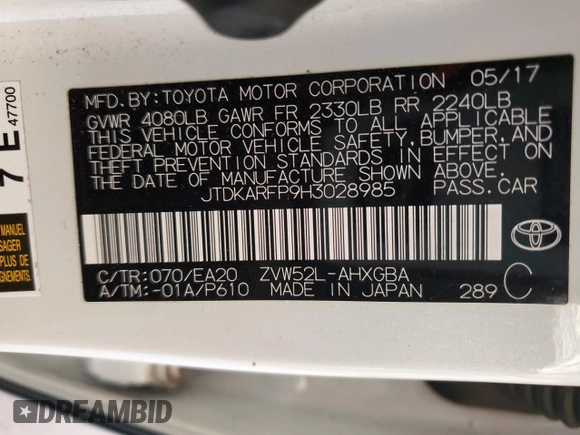 MFD. BY: TOYOTA MOTOR CORPORATION 05/17
GVWR 4080LB GAWR FR 2330LB RR 2240LB
THIS VEHICLE CONFORMS TO ALL APPLICABLE
FEDERAL MOTOR VEHICLE SAFETY, BUMPER, AND
THEFT PREVENTION STANDARDS IN EFFECT ON
THE DATE OF MANUFACTURE SHOWN ABOVE.
JTDKARFP9H3028985 PASS. CAR
C/TR: 070/EA20 ZVW52L-AHXGBA
A/TM: -01A/P610 MADE IN JAPAN 289 C
TOYOTA
7 E 47700
MANUEL
SAGER
PLUS DE
DREAMBID